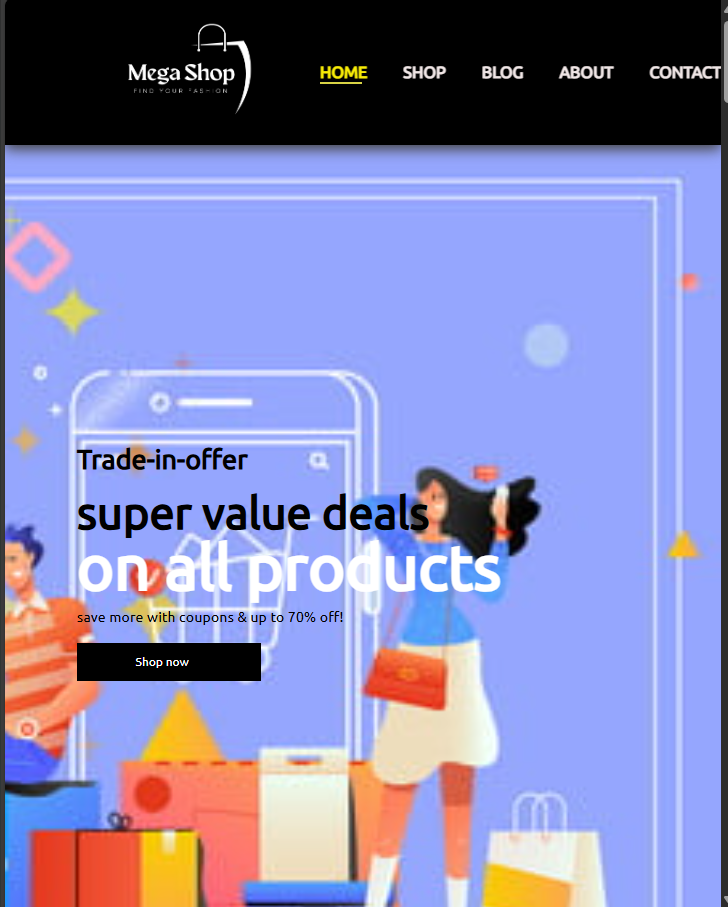 Mega Shop
FIND YOUR FASHION
HOME SHOP BLOG ABOUT CONTACT
Trade-in-offer
super value deals
on all products
save more with coupons & up to 70% off!
Shop now